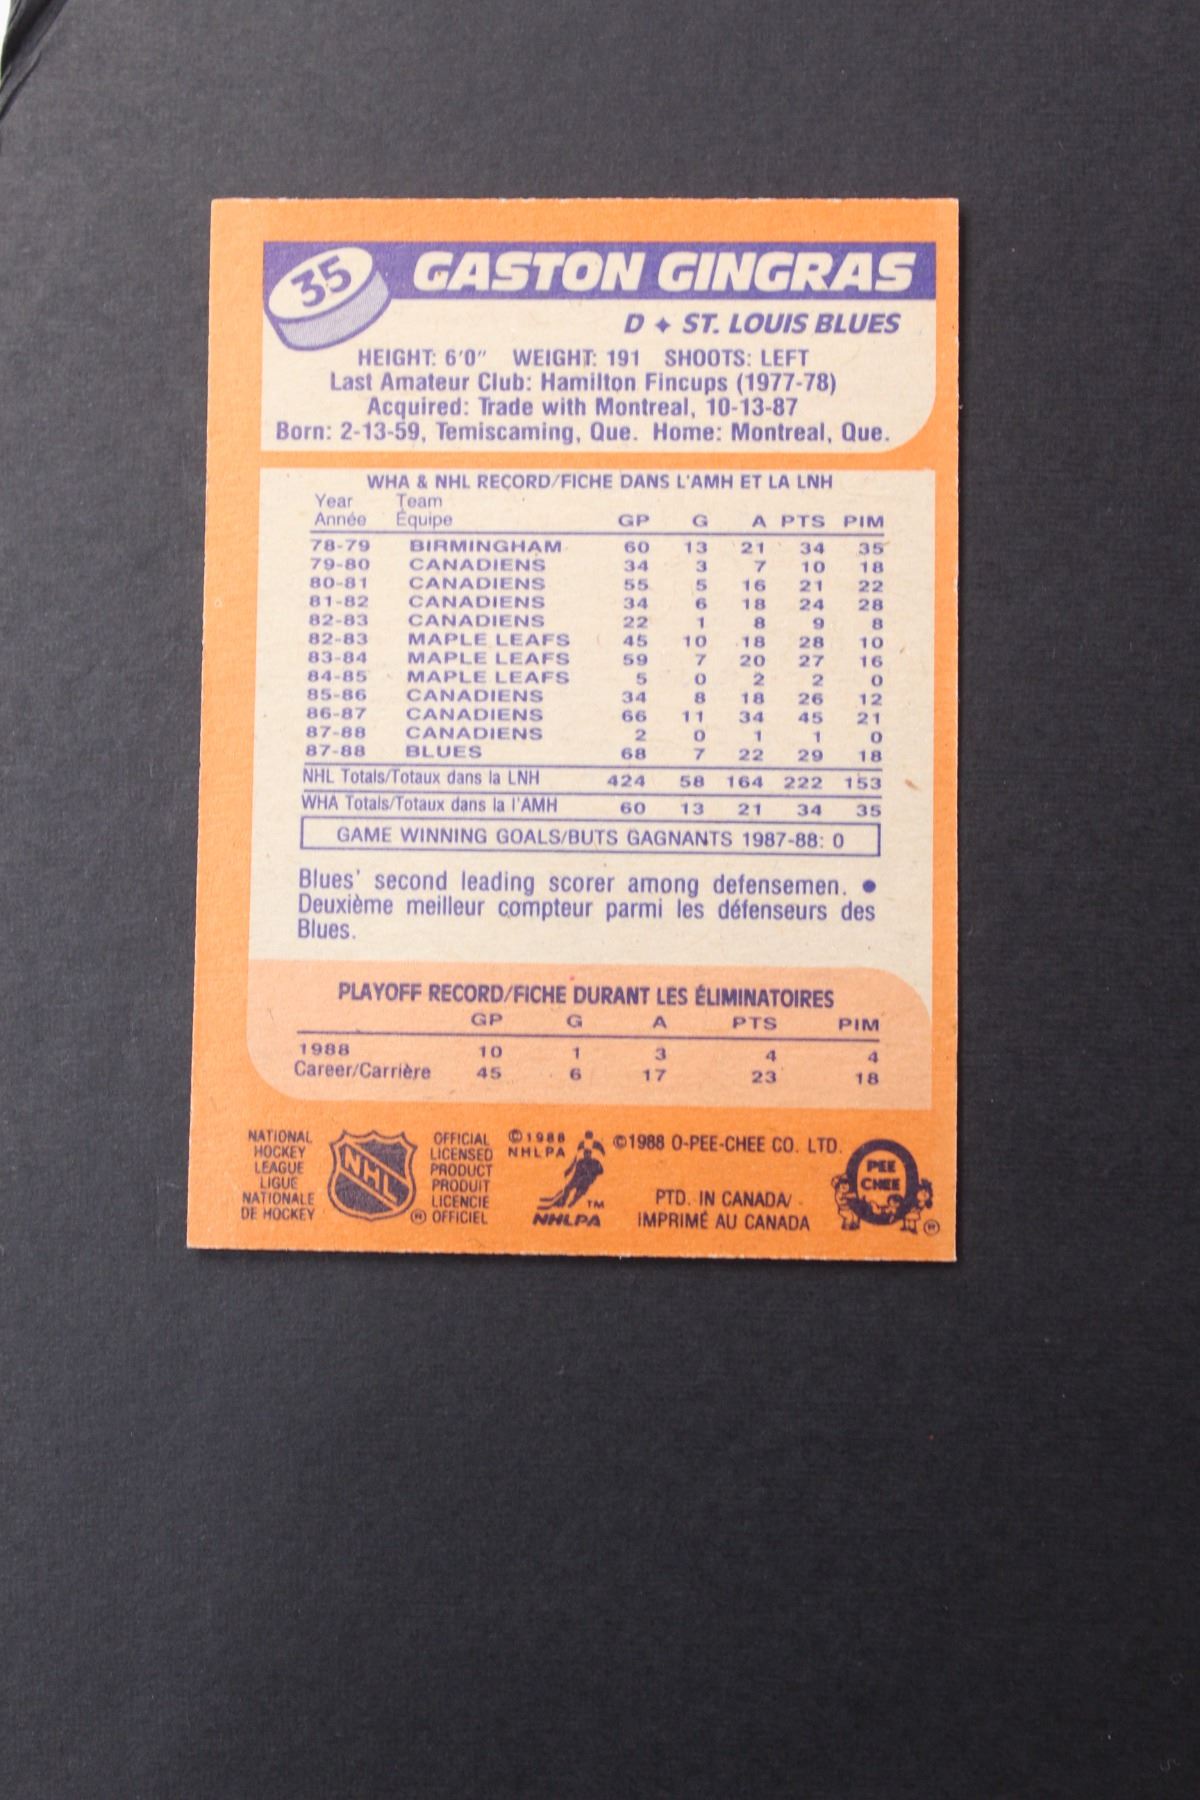 35
GASTON GINGRAS
D ✦ ST. LOUIS BLUES
HEIGHT: 6'0" WEIGHT: 191 SHOOTS: LEFT
Last Amateur Club: Hamilton Fincups (1977-78)
Acquired: Trade with Montreal, 10-13-87
Born: 2-13-59, Temiscaming, Que. Home: Montreal, Que.
WHA & NHL RECORD/FICHE DANS L'AMH ET LA LNH
Year Team
Année Équipe GP G A PTS PIM
78-79 BIRMINGHAM 60 13 21 34 35
79-80 CANADIENS 34 3 7 10 18
80-81 CANADIENS 55 5 16 21 22
81-82 CANADIENS 34 6 18 24 28
82-83 CANADIENS 22 1 8 9 8
82-83 MAPLE LEAFS 45 10 18 28 10
83-84 MAPLE LEAFS 59 7 20 27 16
84-85 MAPLE LEAFS 5 0 2 2 0
85-86 CANADIENS 34 8 18 26 12
86-87 CANADIENS 66 11 34 45 21
87-88 CANADIENS 2 0 1 1 0
87-88 BLUES 68 7 22 29 18
NHL Totals/Totaux dans la LNH 424 58 164 222 153
WHA Totals/Totaux dans la l'AMH 60 13 21 34 35
GAME WINNING GOALS/BUTS GAGNANTS 1987-88: 0
Blues' second leading scorer among defensemen. ●
Deuxième meilleur compteur parmi les défenseurs des
Blues.
PLAYOFF RECORD/FICHE DURANT LES ÉLIMINATOIRES
GP G A PTS PIM
1988 10 1 3 4 4
Career/Carrière 45 6 17 23 18
NATIONAL
HOCKEY
LEAGUE
LIGUE
NATIONALE
DE HOCKEY
NHL
®
OFFICIAL
LICENSED
PRODUCT
PRODUIT
LICENCIE
OFFICIEL
©1988
NHLPA
™
NHLPA
©1988 O-PEE-CHEE CO. LTD.
PTD. IN CANADA/
IMPRIMÉ AU CANADA
O
PEE
CHEE
®